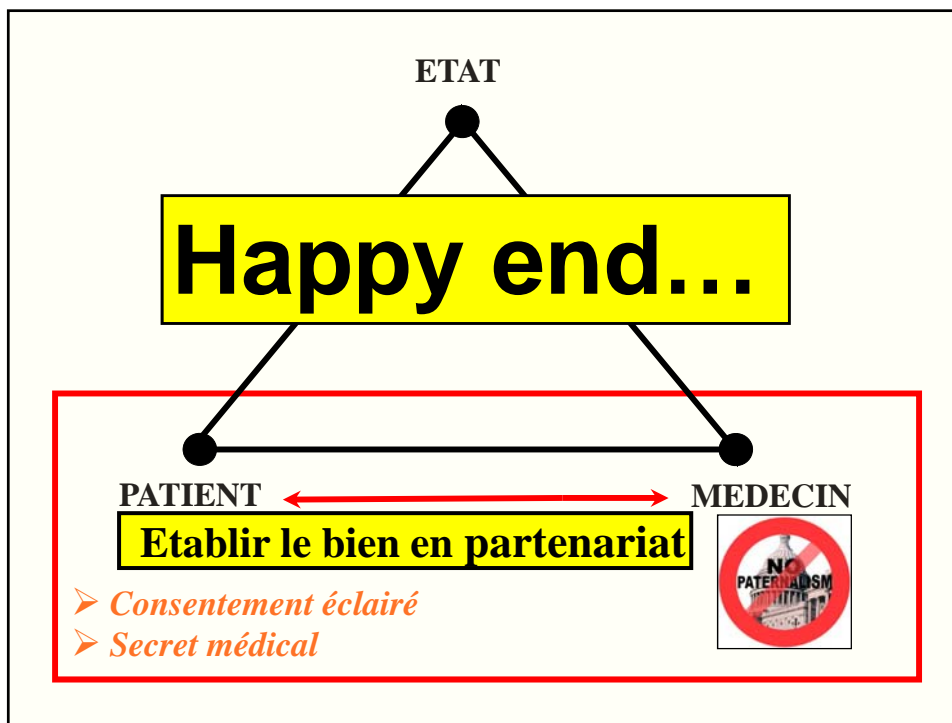 ETAT
Happy end…
PATIENT
MEDECIN
Etablir le bien en partenariat
NO
PATERNALISM
➢ Consentement éclairé
➢ Secret médical